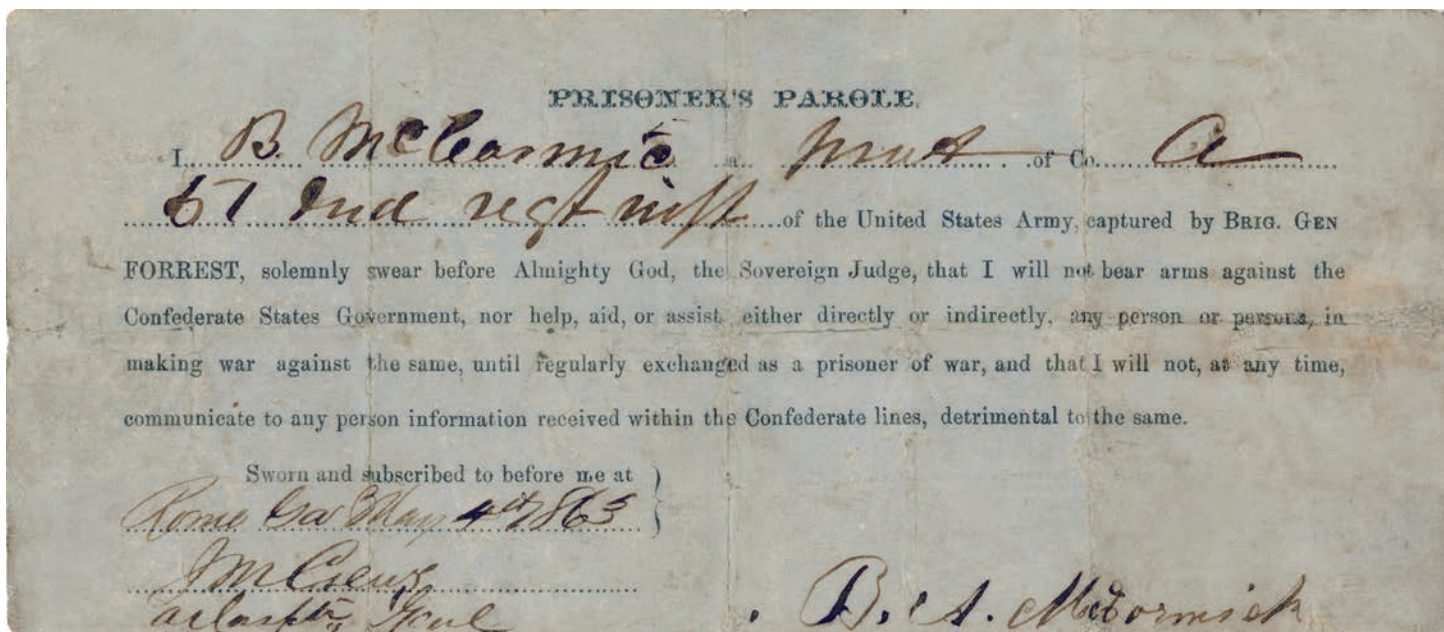 PRISONER'S PAROLE.
I, B. McCormic a privt of Co. A
51 Ind regt inft of the United States Army, captured by BRIG. GEN
FORREST, solemnly swear before Almighty God, the Sovereign Judge, that I will not bear arms against the
Confederate States Government, nor help, aid, or assist, either directly or indirectly, any person or persons, in
making war against the same, until regularly exchanged as a prisoner of war, and that I will not, at any time,
communicate to any person information received within the Confederate lines, detrimental to the same.
Sworn and subscribed to before me at
Rome Ga May 4th 1863
B. A. McCormick